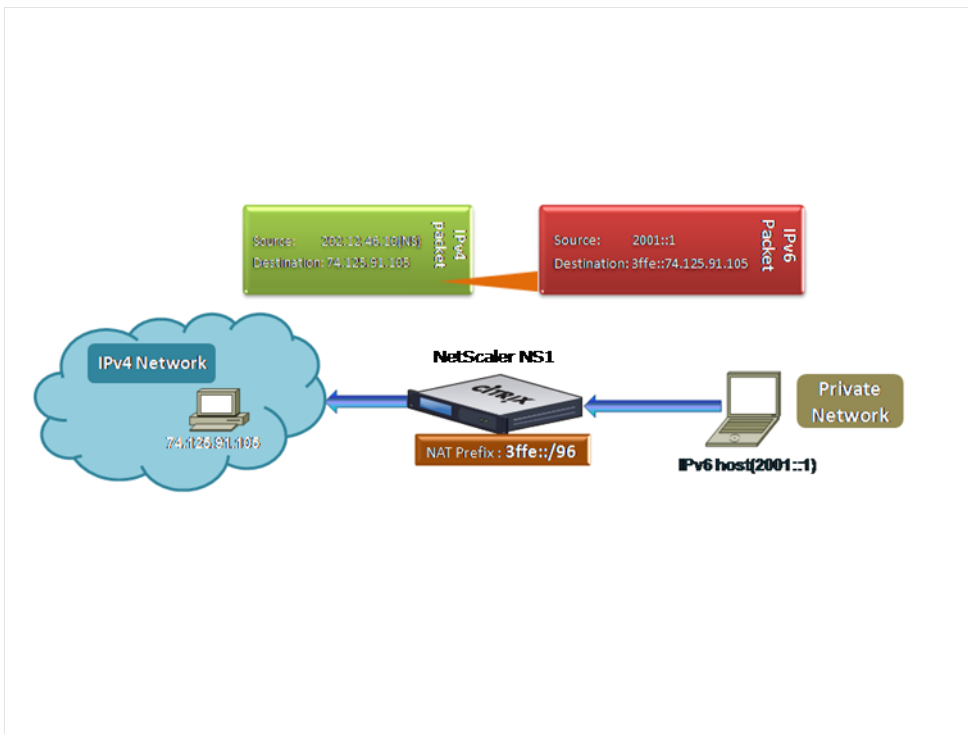 IPv4
packet
Source: 202.12.46.18(NS)
Destination: 74.125.91.105
IPv6
Packet
Source: 2001::1
Destination: 3ffe::74.125.91.105
IPv4 Network
74.125.91.105
NetScaler NS1
CITRIX
NAT Prefix : 3ffe::/96
Private
Network
IPv6 host(2001::1)